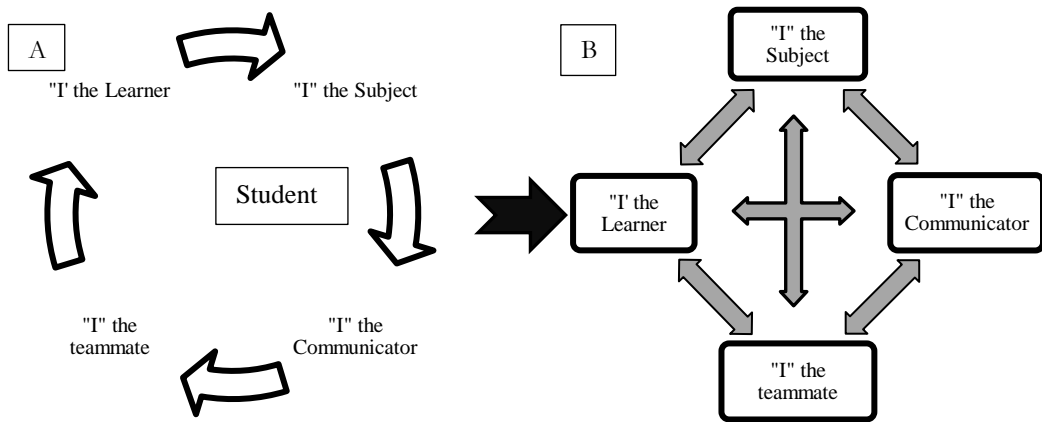 A
"I' the Learner
"I" the Subject
Student
"I" the
teammate
"I" the
Communicator
B
"I" the
Subject
"I' the
Learner
"I" the
Communicator
"I" the
teammate